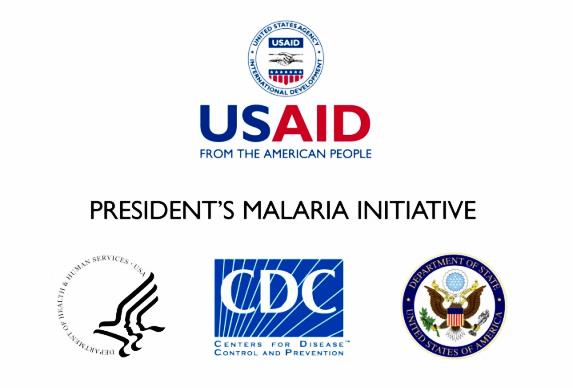 UNITED STATES AGENCY
USAID
INTERNATIONAL DEVELOPMENT
USAID
FROM THE AMERICAN PEOPLE
PRESIDENT'S MALARIA INITIATIVE
DEPARTMENT OF HEALTH & HUMAN SERVICES • USA
CDC
CENTERS FOR DISEASE™
CONTROL AND PREVENTION
DEPARTMENT OF STATE
UNITED STATES OF AMERICA